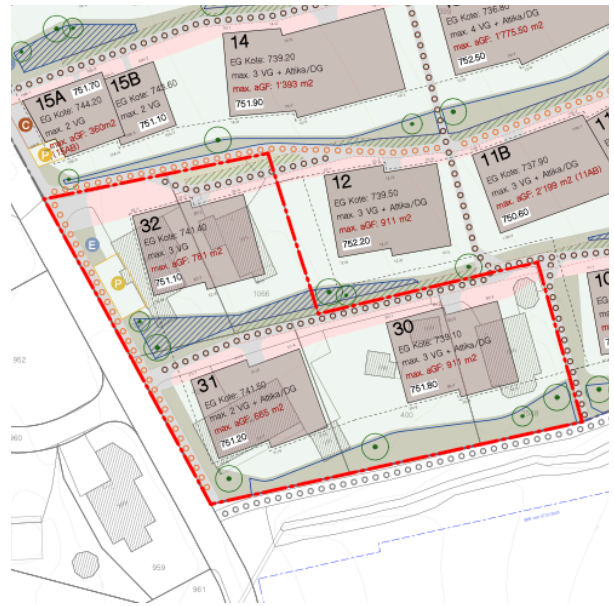 14
EG Kote: 739.20
max. 3 VG + Attika/DG
max. aGF: 1'393 m2
751.90
EG Kote: 736.80
max. 4 VG + Attika/DG
max. aGF: 1'775.50 m2
752.50
15A
EG Kote: 744.20
max. 2 VG
max. aGF: 360m2
(15AB)
751.70
15B
max. 2 VG
751.10
C
P
11B
EG Kote: 737.90
max. 3 VG + Attika/DG
max. aGF: 2'199 m2 (11AB)
750.60
12
EG Kote: 739.50
max. 3 VG + Attika/DG
max. aGF: 911 m2
752.20
32
EG Kote: 741.40
max. 3 VG
max. aGF: 781 m2
751.10
E
P
1066
30
EG Kote: 739.10
max. 3 VG + Attika/DG
max. aGF: 911 m2
751.80
10
31
EG Kote: 741.90
max. 2 VG + Attika/DG
max. aGF: 665 m2
751.20
400
952
960
959
961